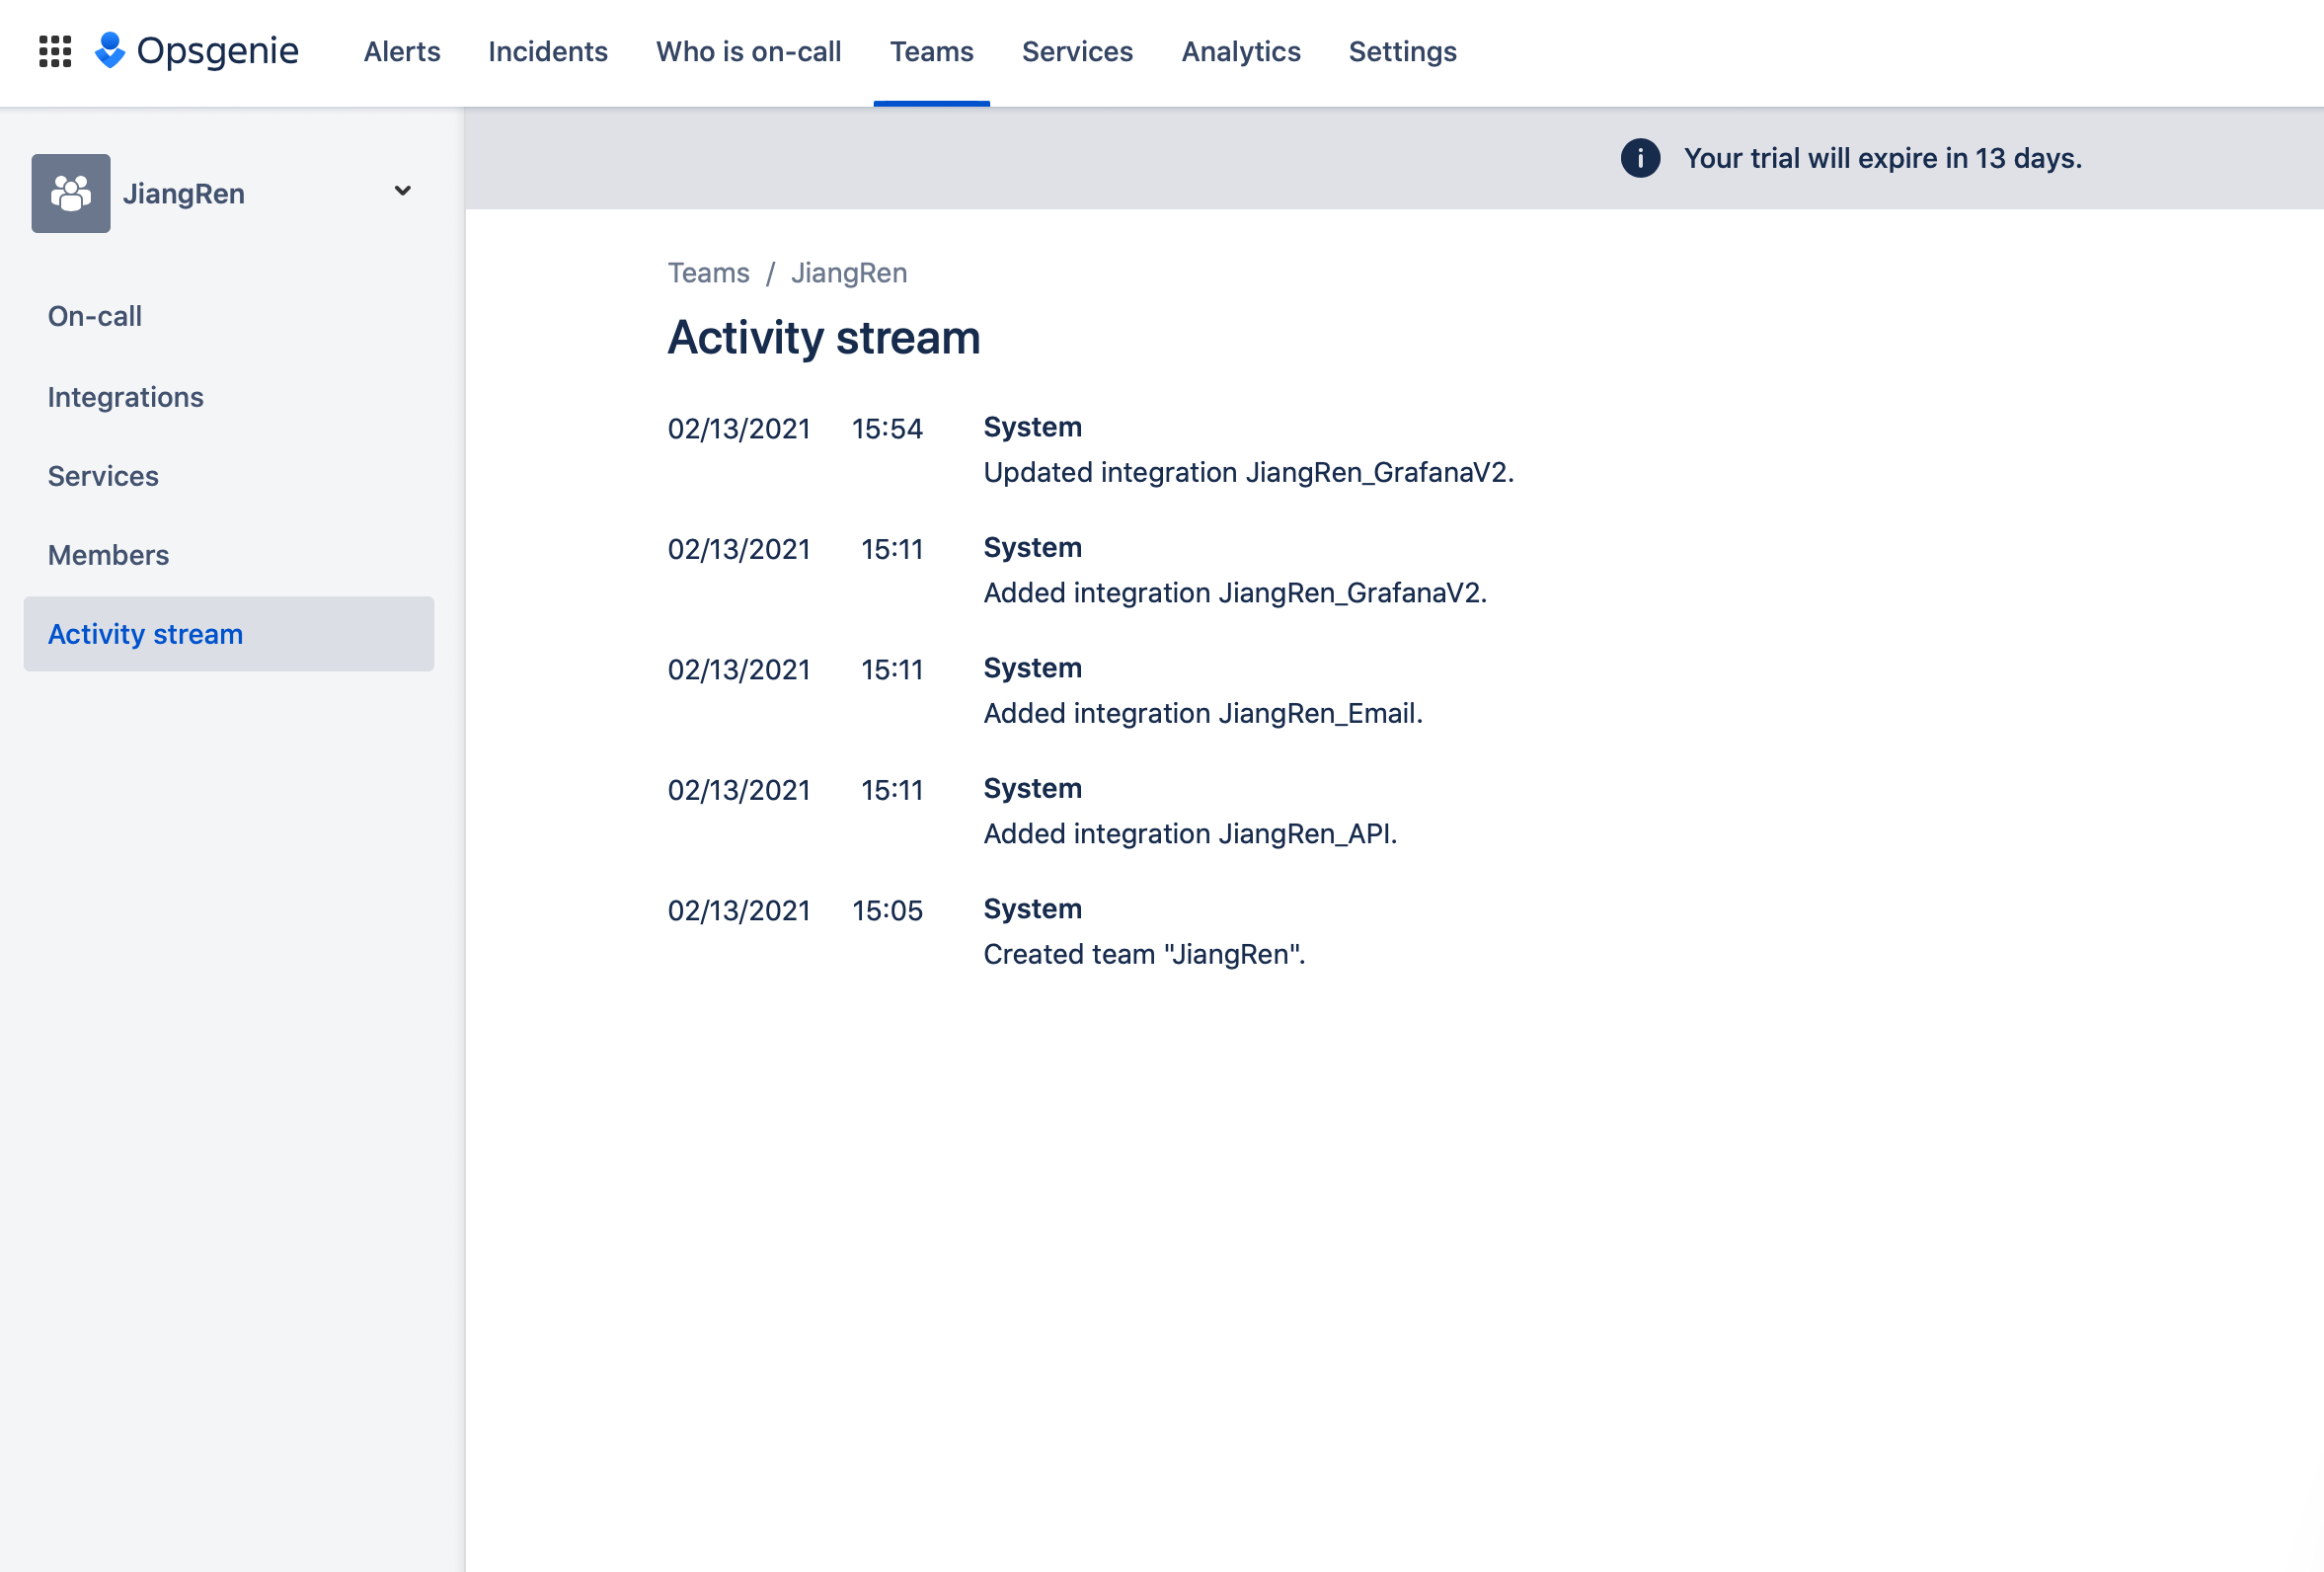 Opsgenie Alerts Incidents Who is on-call Teams Services Analytics Settings
JiangRen
On-call
Integrations
Services
Members
Activity stream
Your trial will expire in 13 days.
Teams / JiangRen
Activity stream
02/13/2021 15:54 System
Updated integration JiangRen_GrafanaV2.
02/13/2021 15:11 System
Added integration JiangRen_GrafanaV2.
02/13/2021 15:11 System
Added integration JiangRen_Email.
02/13/2021 15:11 System
Added integration JiangRen_API.
02/13/2021 15:05 System
Created team "JiangRen".